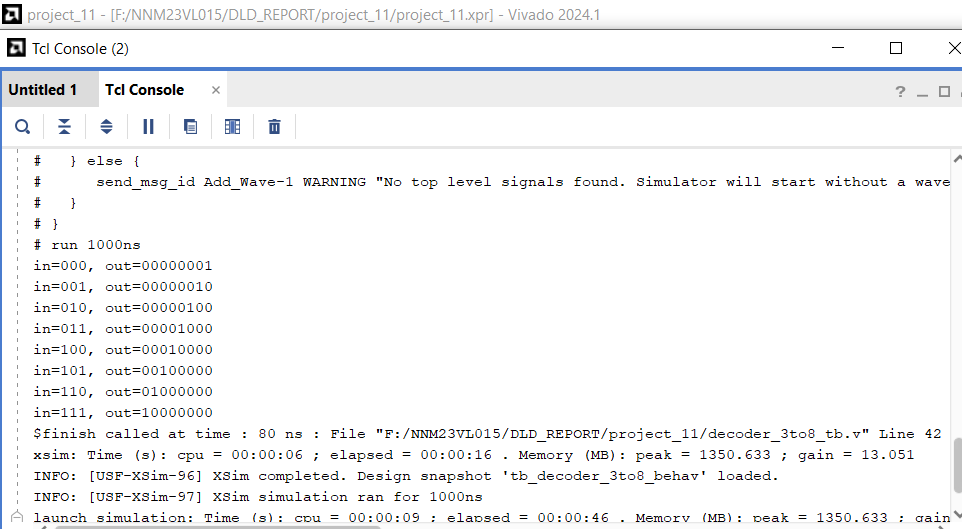 project_11 - [F:/NNM23VL015/DLD_REPORT/project_11/project_11.xpr] - Vivado 2024.1
Tcl Console (2)
Untitled 1 Tcl Console × ?
#   } else {
#      send_msg_id Add_Wave-1 WARNING "No top level signals found. Simulator will start without a wave
#   }
# }
# run 1000ns
in=000, out=00000001
in=001, out=00000010
in=010, out=00000100
in=011, out=00001000
in=100, out=00010000
in=101, out=00100000
in=110, out=01000000
in=111, out=10000000
$finish called at time : 80 ns : File "F:/NNM23VL015/DLD_REPORT/project_11/decoder_3to8_tb.v" Line 42
xsim: Time (s): cpu = 00:00:06 ; elapsed = 00:00:16 . Memory (MB): peak = 1350.633 ; gain = 13.051
INFO: [USF-XSim-96] XSim completed. Design snapshot 'tb_decoder_3to8_behav' loaded.
INFO: [USF-XSim-97] XSim simulation ran for 1000ns
launch_simulation: Time (s): cpu = 00:00:09 ; elapsed = 00:00:46 . Memory (MB): peak = 1350.633 ; gain